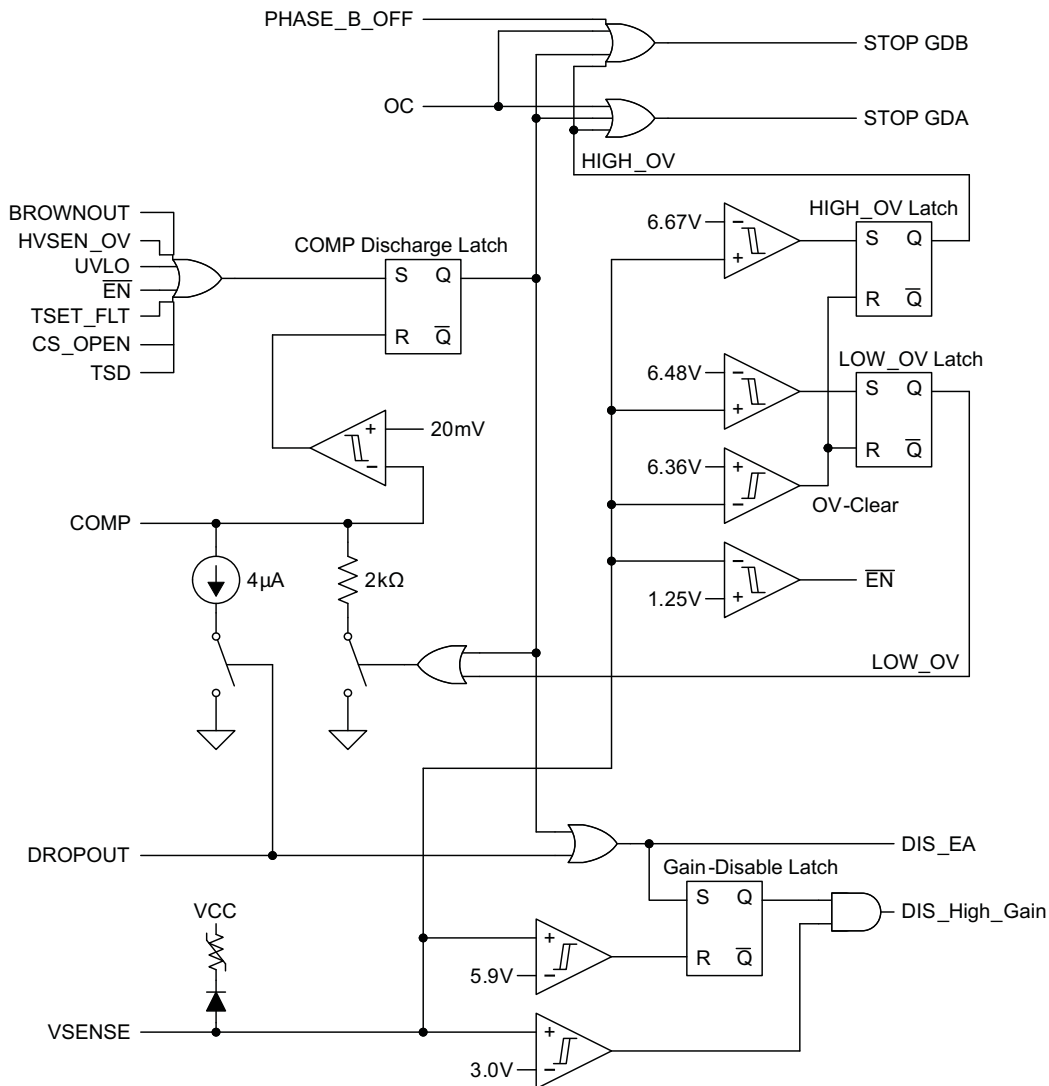 PHASE_B_OFF
STOP GDB
OC
STOP GDA
HIGH_OV
BROWNOUT
HVSEN_OV
UVLO
E̅N̅
TSET_FLT
CS_OPEN
TSD
COMP Discharge Latch
S Q
R Q̅
6.67V
−
+
HIGH_OV Latch
S Q
R Q̅
6.48V
−
+
LOW_OV Latch
S Q
R Q̅
6.36V
+
−
OV-Clear
+
−
20mV
COMP
4μA
2kΩ
−
+
1.25V
E̅N̅
LOW_OV
DROPOUT
DIS_EA
Gain-Disable Latch
S Q
R Q̅
DIS_High_Gain
VCC
+
−
5.9V
VSENSE
+
−
3.0V